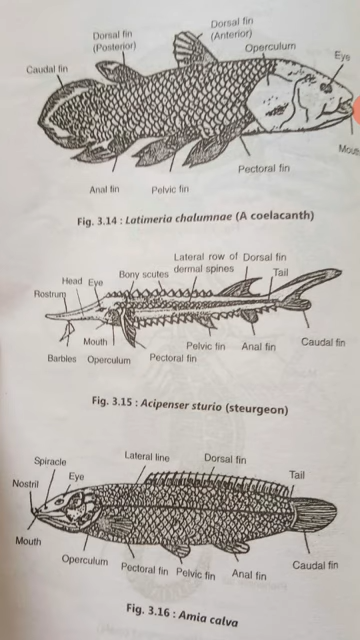 Dorsal fin
(Anterior)
Dorsal fin
(Posterior)
Operculum
Eye
Caudal fin
Mouth
Pectoral fin
Anal fin
Pelvic fin
Fig. 3.14 : Lotimeria chalumnae (A coelacanth)
Lateral row of
dermal spines
Dorsal fin
Bony scutes
Tail
Head
Eye
Rostrum
Mouth
Pelvic fin
Anal fin
Caudal fin
Barbles
Operculum
Pectoral fin
Fig. 3.15 : Acipenser sturio (steurgeon)
Lateral line
Dorsal fin
Spiracle
Eye
Tail
Nostril
Mouth
Operculum
Pectoral fin
Pelvic fin
Anal fin
Caudal fin
Fig. 3.16 : Amia calva